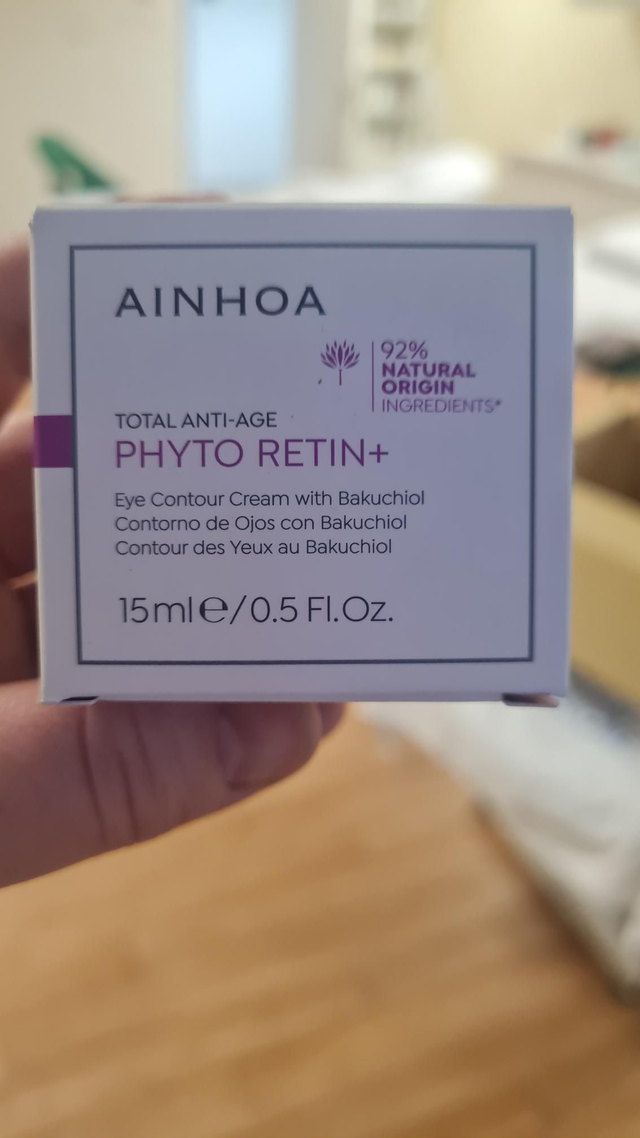 AINHOA
92%
NATURAL
ORIGIN
INGREDIENTS*
TOTAL ANTI-AGE
PHYTO RETIN+
Eye Contour Cream with Bakuchiol
Contorno de Ojos con Bakuchiol
Contour des Yeux au Bakuchiol
15ml℮/0.5 Fl.Oz.